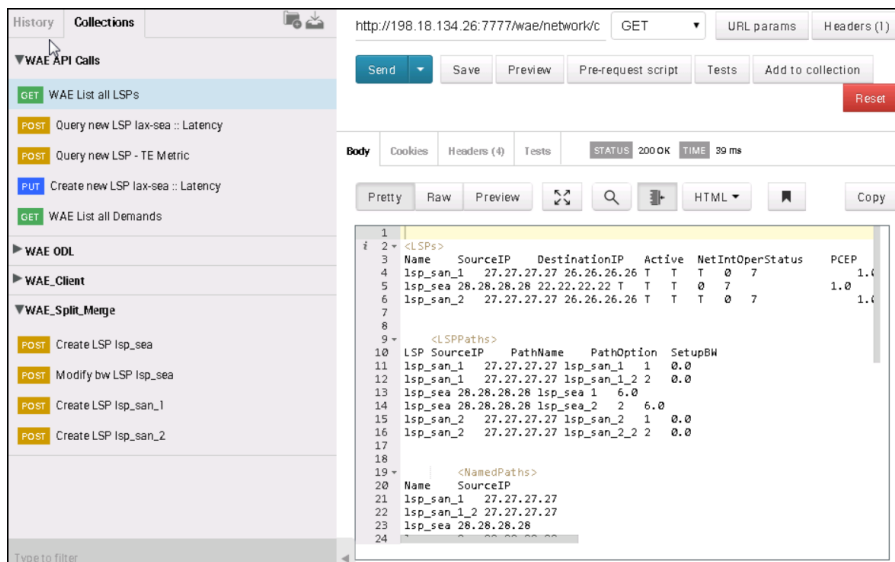 History Collections
WAE API Calls
GET WAE List all LSPs
POST Query new LSP lax-sea :: Latency
POST Query new LSP - TE Metric
PUT Create new LSP lax-sea :: Latency
GET WAE List all Demands
WAE ODL
WAE_Client
WAE_Split_Merge
POST Create LSP lsp_sea
POST Modify bw LSP lsp_sea
POST Create LSP lsp_san_1
POST Create LSP lsp_san_2
Type to filter
http://198.18.134.26:7777/wae/network/c GET URL params Headers (1)
Send Save Preview Pre-request script Tests Add to collection
Reset
Body Cookies Headers (4) Tests STATUS 200 OK TIME 39 ms
Pretty Raw Preview HTML Copy
1
i 2 <LSPs>
3 Name SourceIP DestinationIP Active NetIntOperStatus PCEP
4 lsp_san_1 27.27.27.27 26.26.26.26 T T T 0 7
5 lsp_sea 28.28.28.28 22.22.22.22 T T 0 7 1.0
6 lsp_san_2 27.27.27.27 26.26.26.26 T T T 0 7
7
8
9 <LSPPaths>
10 LSP SourceIP PathName PathOption SetupBW
11 lsp_san_1 27.27.27.27 lsp_san_1 1 0.0
12 lsp_san_1 27.27.27.27 lsp_san_1_2 2 0.0
13 lsp_sea 28.28.28.28 lsp_sea 1 6.0
14 lsp_sea 28.28.28.28 lsp_sea_2 2 6.0
15 lsp_san_2 27.27.27.27 lsp_san_2 1 0.0
16 lsp_san_2 27.27.27.27 lsp_san_2_2 2 0.0
17
18
19 <NamedPaths>
20 Name SourceIP
21 lsp_san_1 27.27.27.27
22 lsp_san_1_2 27.27.27.27
23 lsp_sea 28.28.28.28
24